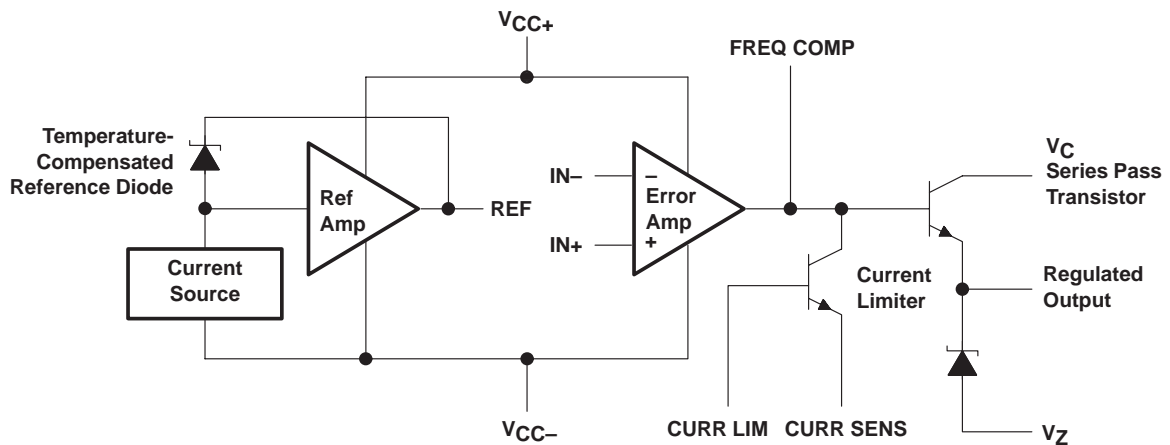 VCC+
FREQ COMP
Temperature-
Compensated
Reference Diode
Ref
Amp
REF
IN–
IN+
–
+
Error
Amp
VC
Series Pass
Transistor
Current
Source
Current
Limiter
Regulated
Output
VCC–
CURR LIM
CURR SENS
VZ